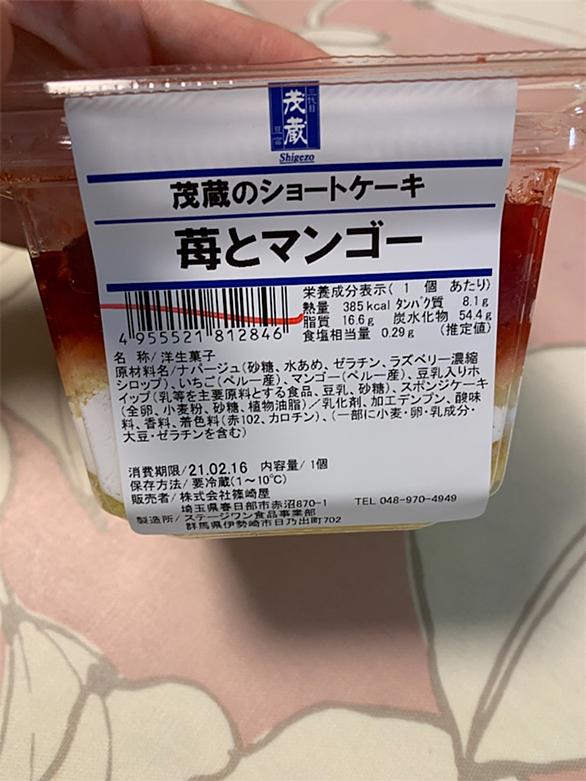 三代目
茂蔵
豆富
Shigezo
茂蔵のショートケーキ
苺とマンゴー
4 955521 812846
栄養成分表示(1個 あたり)
熱量 385kcal タンパク質 8.1g
脂質 16.6g 炭水化物 54.4g
食塩相当量 0.29g (推定値)
名 称/洋生菓子
原材料名/ナパージュ(砂糖、水あめ、ゼラチン、ラズベリー濃縮
シロップ)、いちご(ペルー産)、マンゴー(ペルー産)、豆乳入りホ
イップ(乳等を主要原料とする食品、豆乳、砂糖)、スポンジケーキ
(全卵、小麦粉、砂糖、植物油脂)/乳化剤、加工デンプン、酸味
料、香料、着色料(赤102、カロチン)、(一部に小麦・卵・乳成分・
大豆・ゼラチンを含む)
消費期限/21.02.16 内容量/1個
保存方法/要冷蔵(1~10℃)
販売者/株式会社篠崎屋
埼玉県春日部市赤沼870-1 TEL 048-970-4949
製造所/ステージワン食品事業部
群馬県伊勢崎市日乃出町702